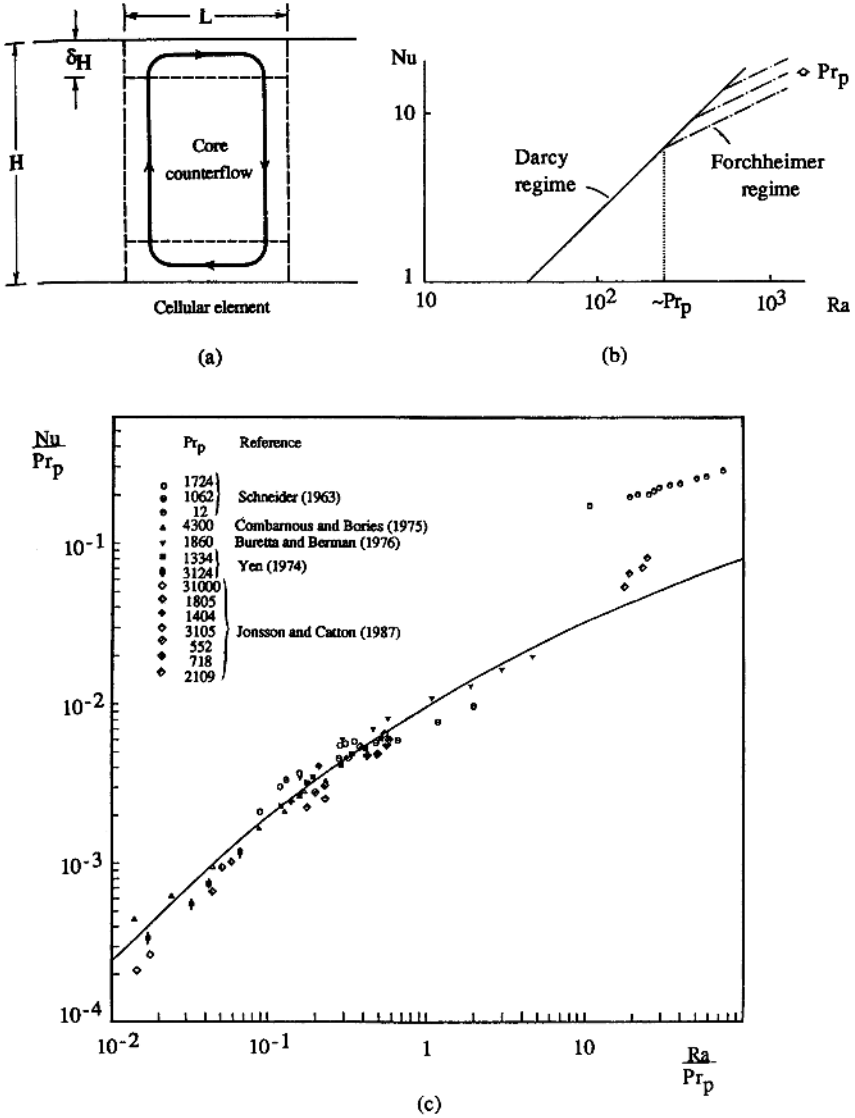 L
δH
H
Core
counterflow
Cellular element
(a)
Nu
10
1
Darcy
regime
Forchheimer
regime
Prp
10
10²
~Prp
10³
Ra
(b)
Nu
Prp
Prp Reference
1724
1062
12
Schneider (1963)
4300 Combarnous and Bories (1975)
1860 Buretta and Berman (1976)
1334
3124
Yen (1974)
31000
1805
1404
3105
552
718
2109
Jonsson and Catton (1987)
10⁻¹
10⁻²
10⁻³
10⁻⁴
10⁻²
10⁻¹
1
10
Ra
Prp
(c)